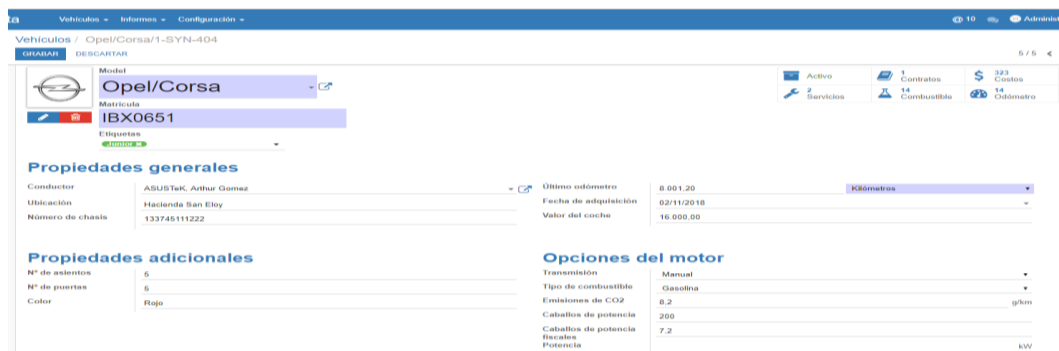 ta Vehículos Informes Configuración @ 10 Administ
Vehículos / Opel/Corsa/1-SYN-404
GRABAR DESCARTAR 5 / 5
Model
Opel/Corsa
Matrícula
IBX0651
Etiquetas
Junior
Activo 1 Contratos 323 Costos
2 Servicios 14 Combustible 14 Odómetro
Propiedades generales
Conductor ASUSTeK, Arthur Gomez
Ubicación Hacienda San Eloy
Número de chasis 133745111222
Último odómetro 8.001,20 Kilómetros
Fecha de adquisición 02/11/2018
Valor del coche 16.000,00
Propiedades adicionales
Nº de asientos 5
Nº de puertas 5
Color Rojo
Opciones del motor
Transmisión Manual
Tipo de combustible Gasolina
Emisiones de CO2 8.2 g/km
Caballos de potencia 200
Caballos de potencia fiscales 7.2
Potencia kW